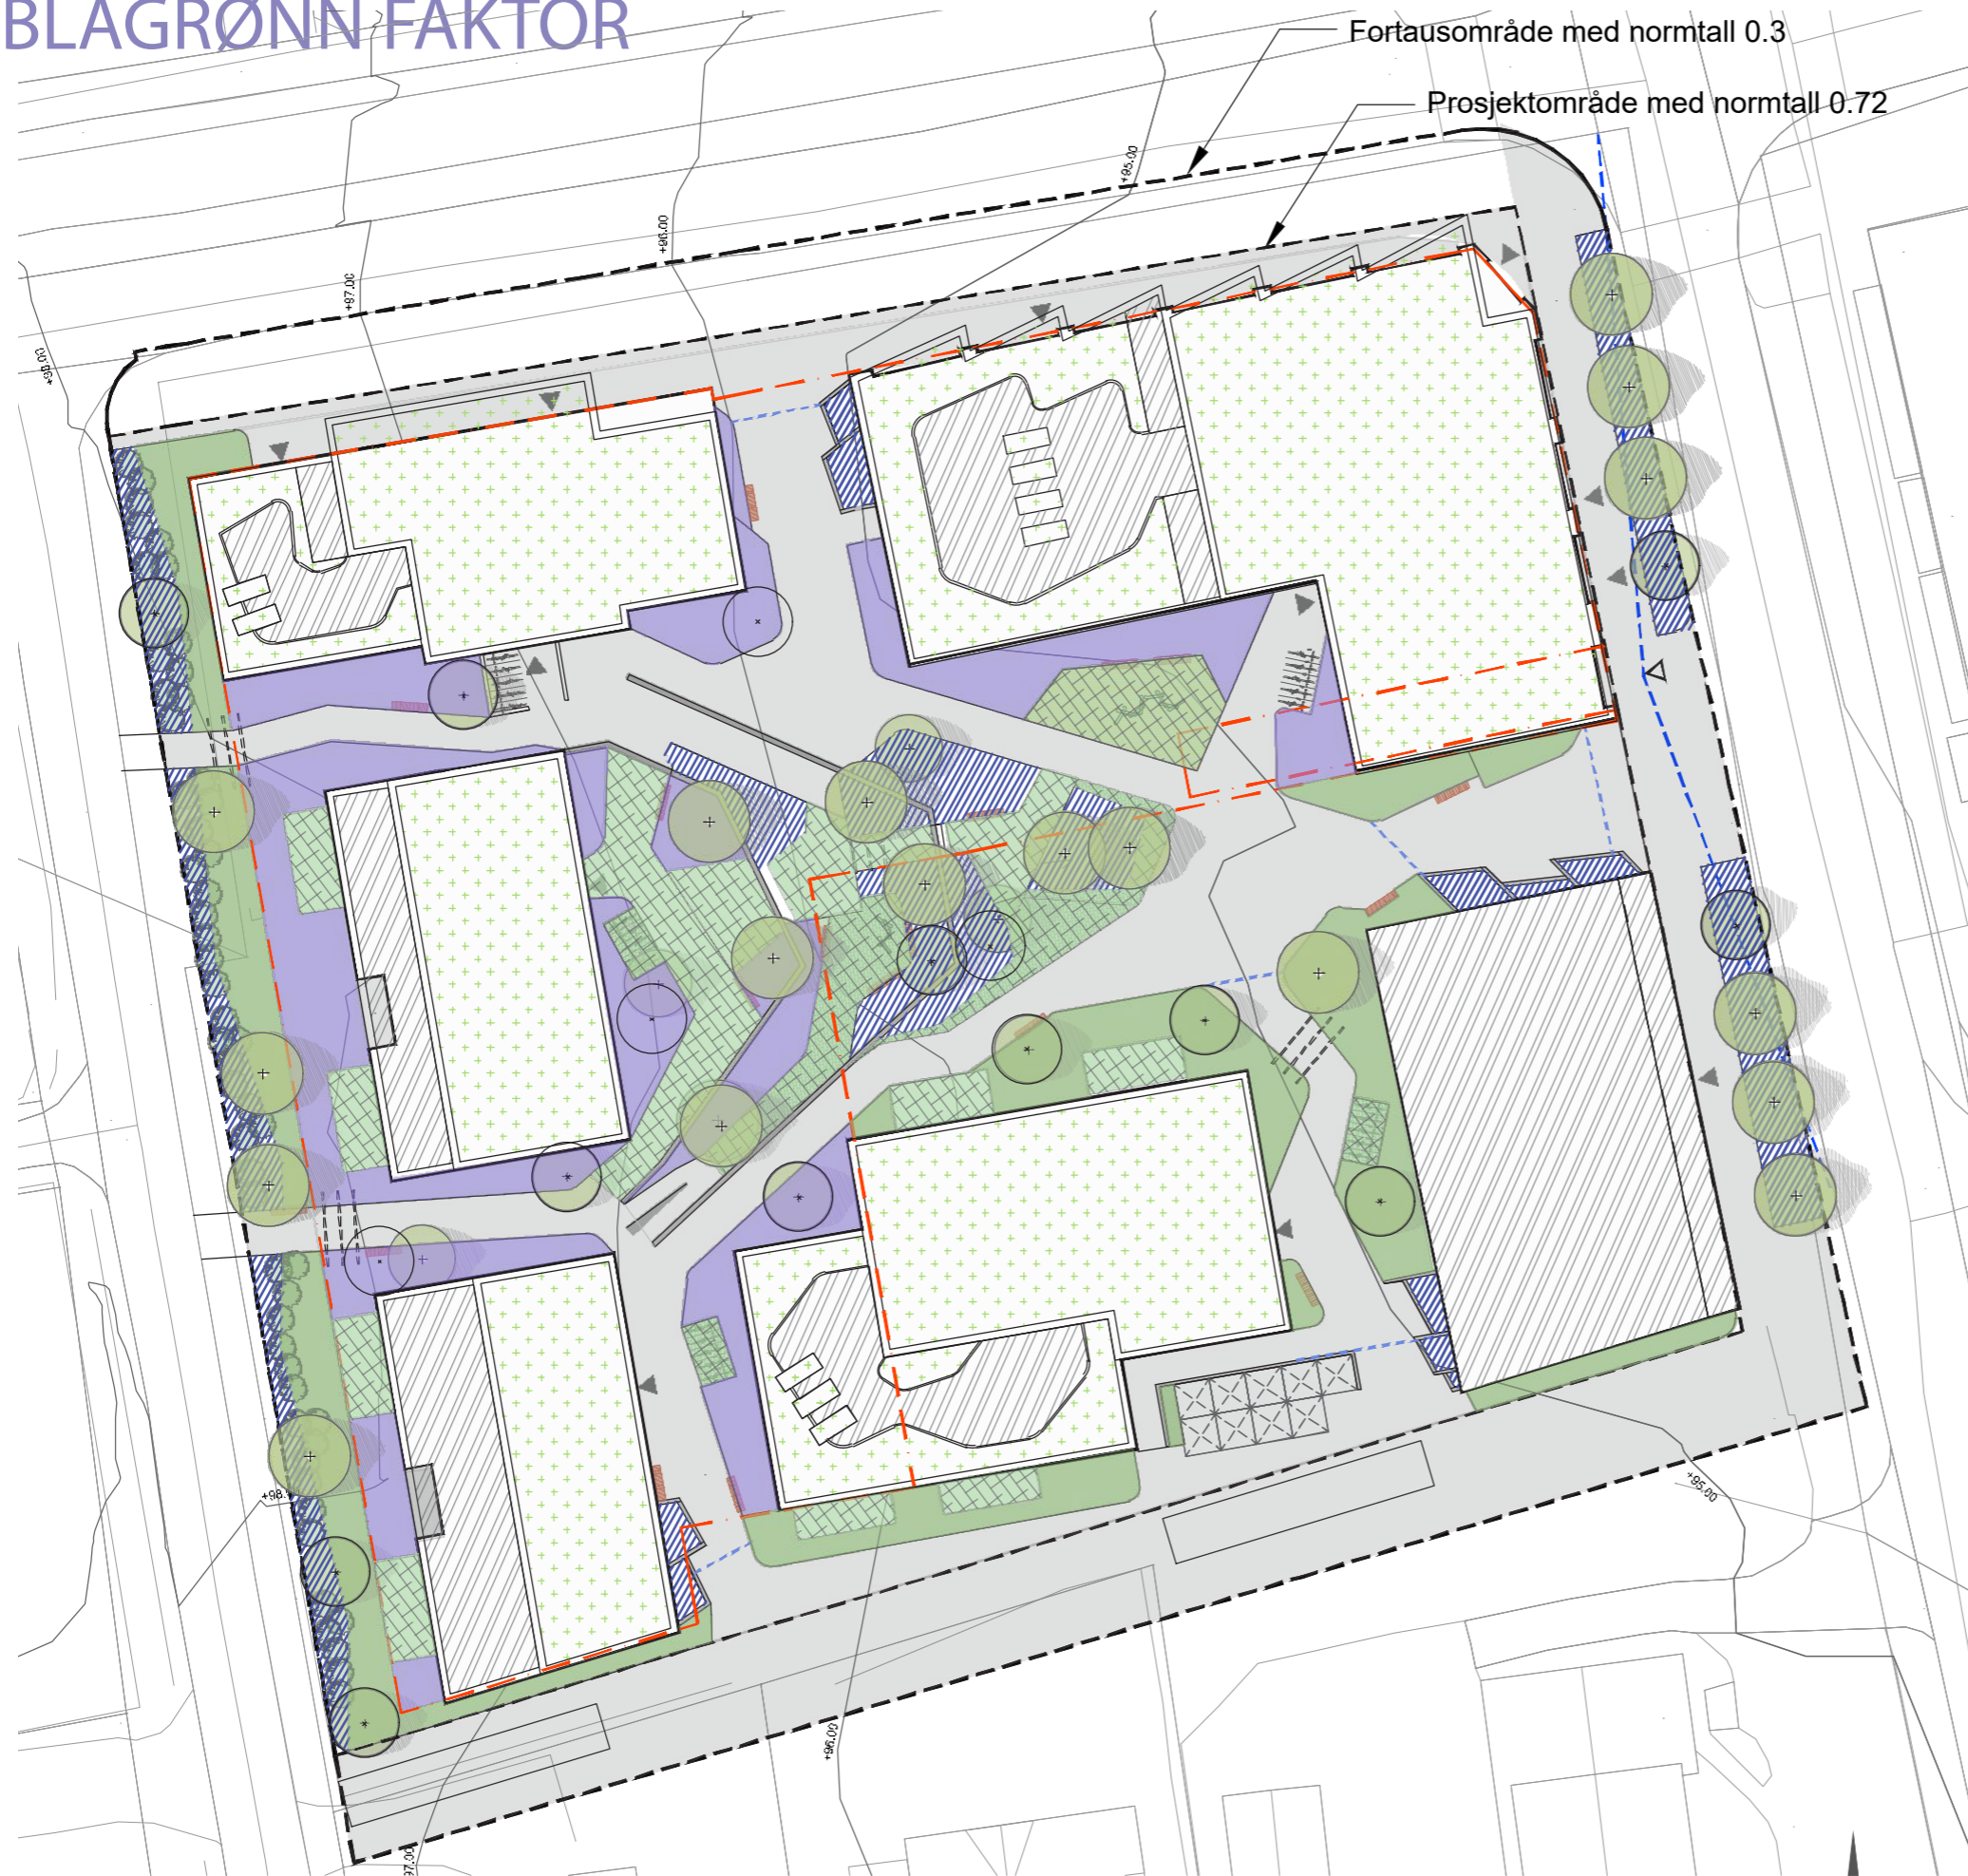 BLÅGRØNN FAKTOR
Fortausområde med normtall 0.3
Prosjektområde med normtall 0.72
+95.00
+96.00
+97.00
+95.00
+96.00